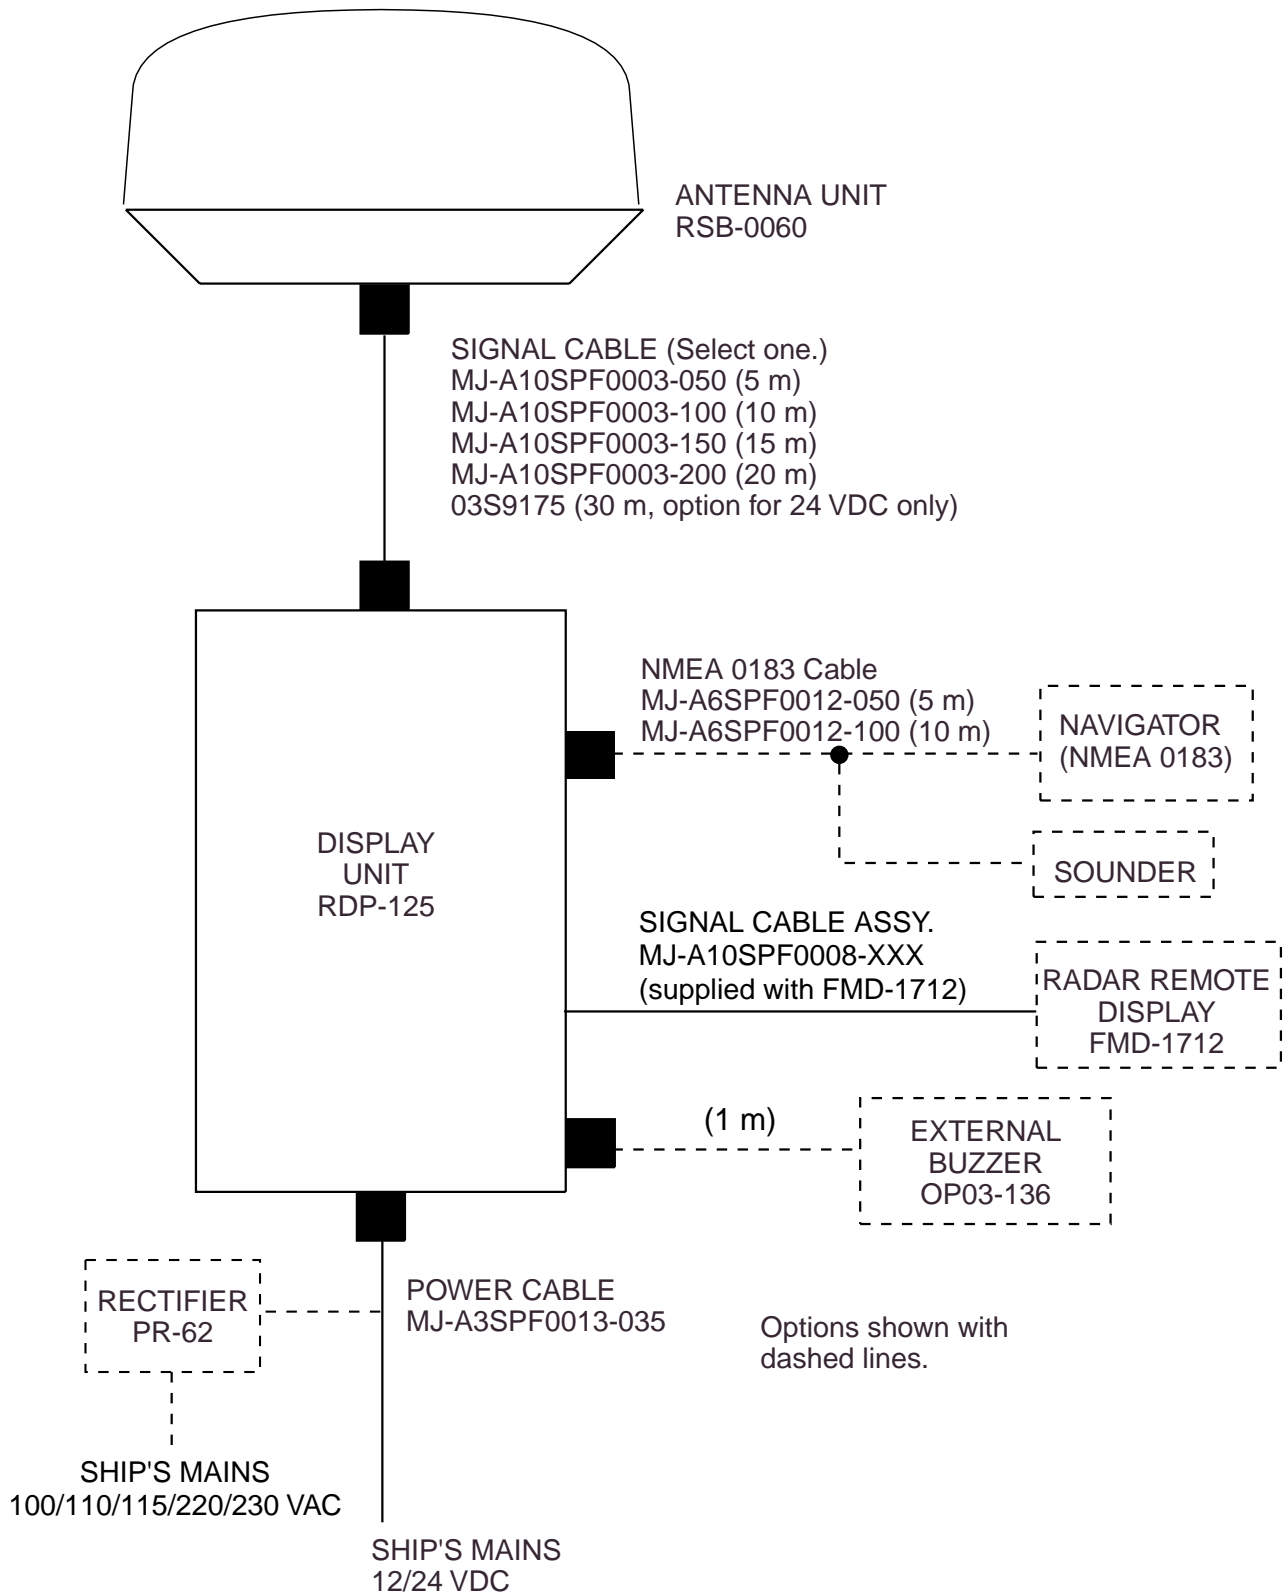 ANTENNA UNIT
RSB-0060
SIGNAL CABLE (Select one.)
MJ-A10SPF0003-050 (5 m)
MJ-A10SPF0003-100 (10 m)
MJ-A10SPF0003-150 (15 m)
MJ-A10SPF0003-200 (20 m)
03S9175 (30 m, option for 24 VDC only)
NMEA 0183 Cable
MJ-A6SPF0012-050 (5 m)
MJ-A6SPF0012-100 (10 m)
NAVIGATOR
(NMEA 0183)
DISPLAY
UNIT
RDP-125
SOUNDER
SIGNAL CABLE ASSY.
MJ-A10SPF0008-XXX
(supplied with FMD-1712)
RADAR REMOTE
DISPLAY
FMD-1712
(1 m)
EXTERNAL
BUZZER
OP03-136
RECTIFIER
PR-62
POWER CABLE
MJ-A3SPF0013-035
Options shown with
dashed lines.
SHIP'S MAINS
100/110/115/220/230 VAC
SHIP'S MAINS
12/24 VDC